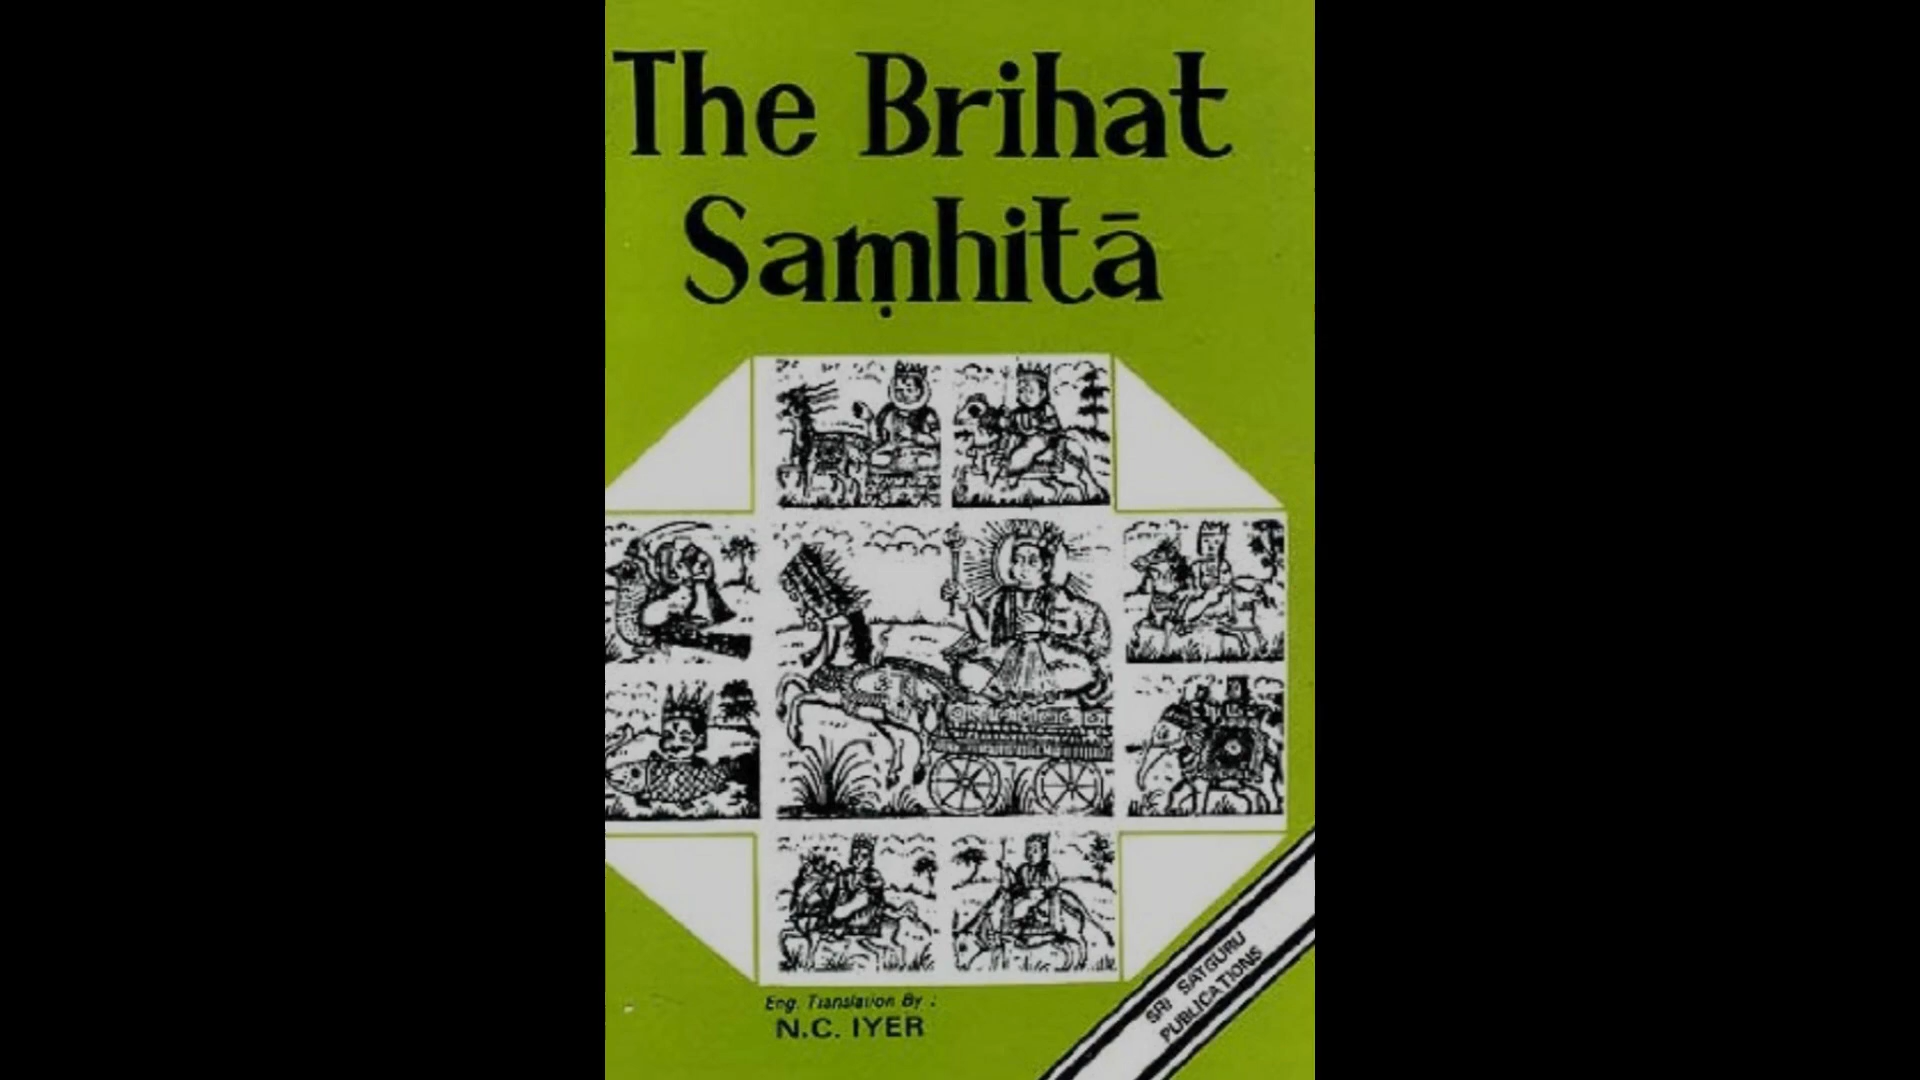 The Brihat
Saṃhitā
Eng. Translation By :
N.C. IYER
SRI SATGURU
PUBLICATIONS